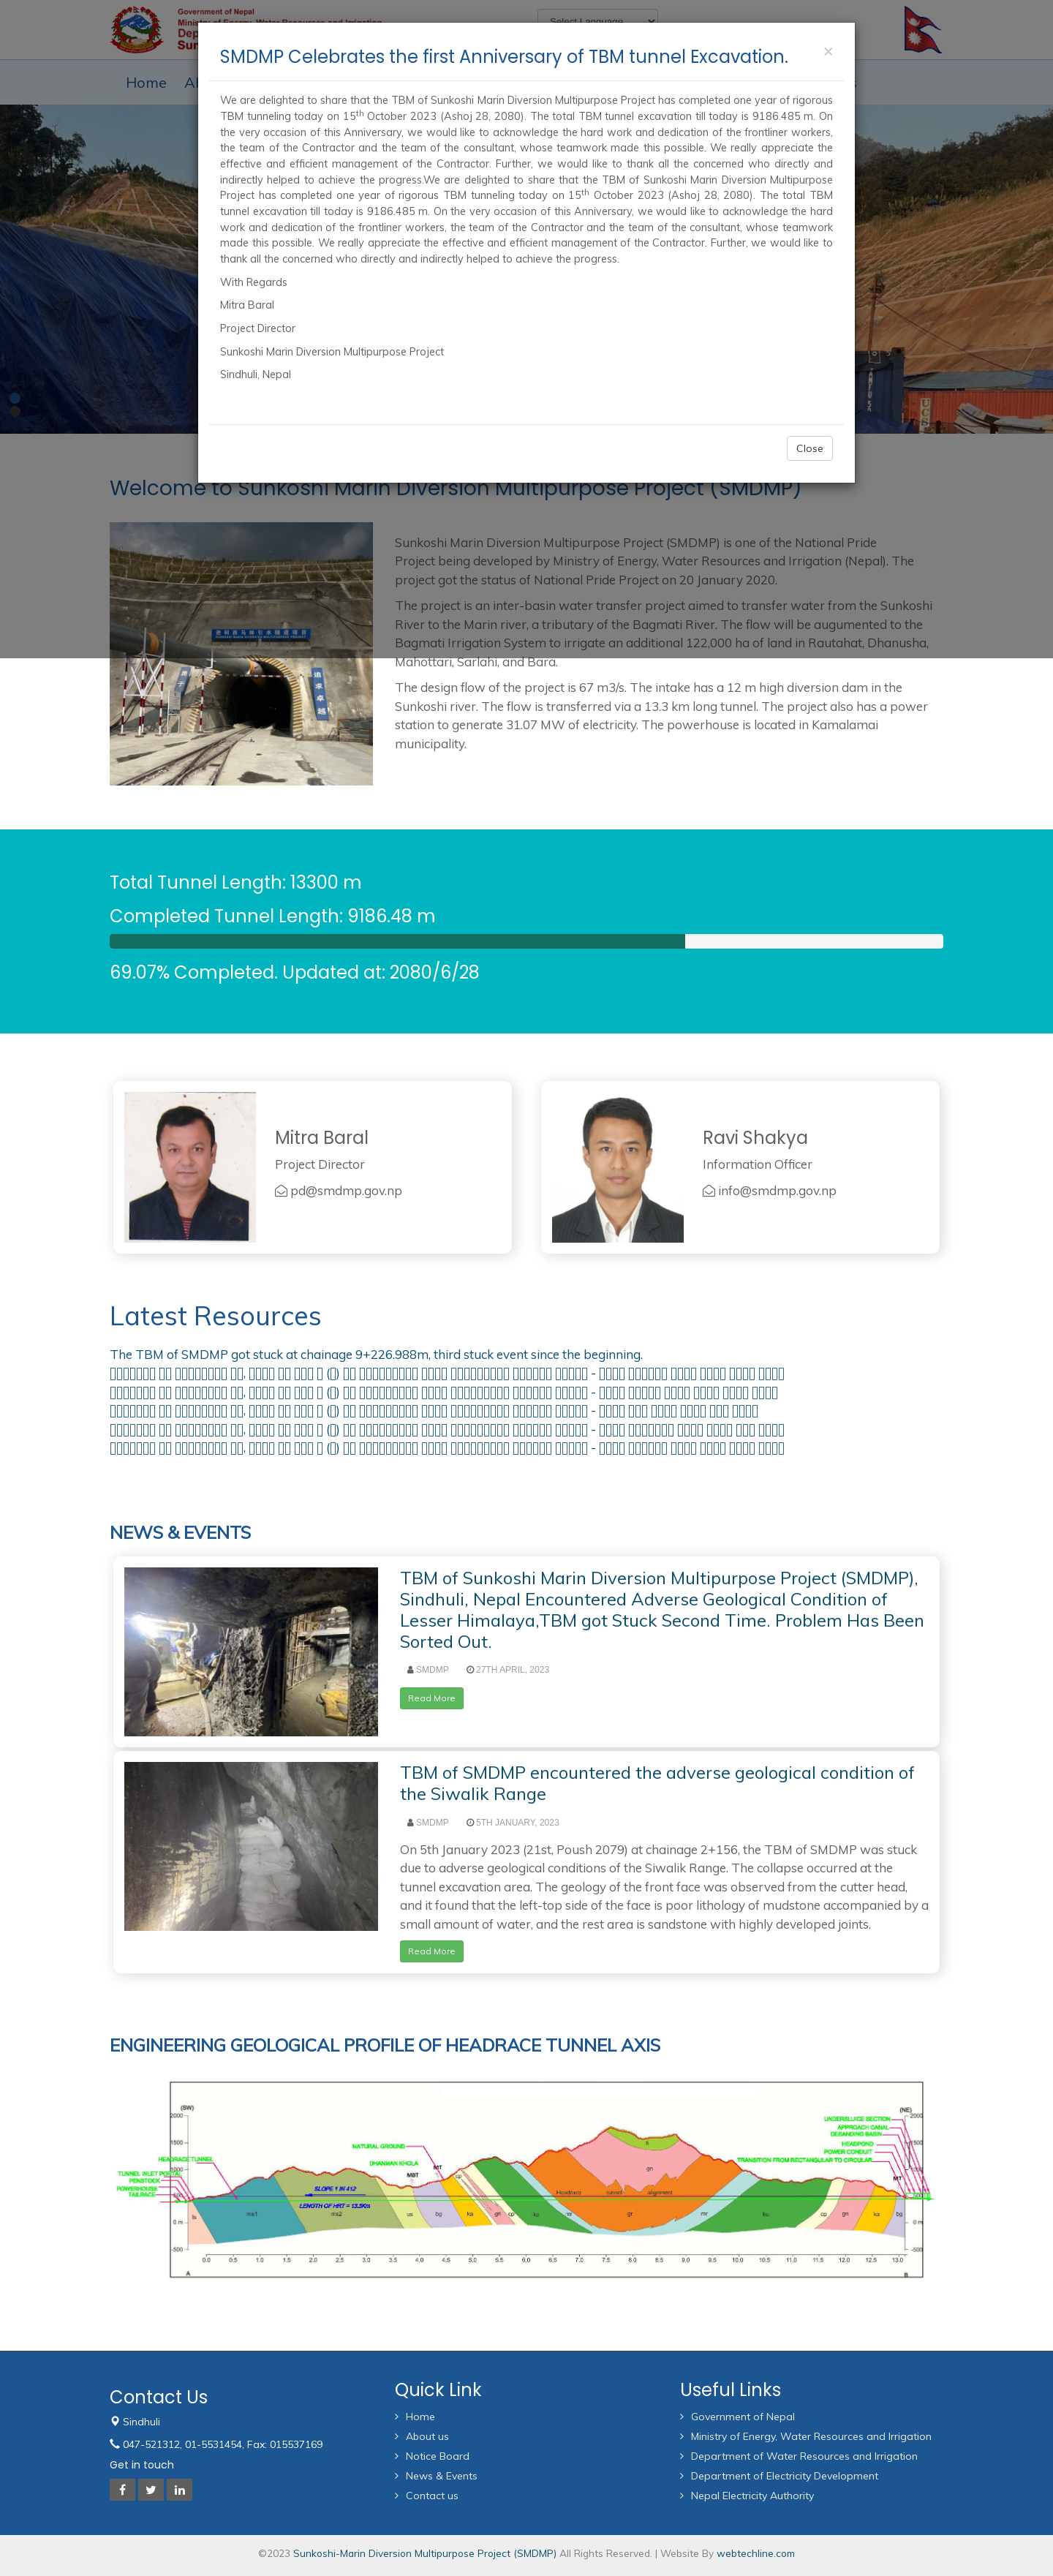 Government of Nepal
Ministry of Energy, Water Resources and Irrigation
Select Language
Home
SMDMP Celebrates the first Anniversary of TBM tunnel Excavation.
×
We are delighted to share that the TBM of Sunkoshi Marin Diversion Multipurpose Project has completed one year of rigorous
TBM tunneling today on 15th October 2023 (Ashoj 28, 2080). The total TBM tunnel excavation till today is 9186.485 m. On
the very occasion of this Anniversary, we would like to acknowledge the hard work and dedication of the frontliner workers,
the team of the Contractor and the team of the consultant, whose teamwork made this possible. We really appreciate the
effective and efficient management of the Contractor. Further, we would like to thank all the concerned who directly and
indirectly helped to achieve the progress.We are delighted to share that the TBM of Sunkoshi Marin Diversion Multipurpose
Project has completed one year of rigorous TBM tunneling today on 15th October 2023 (Ashoj 28, 2080). The total TBM
tunnel excavation till today is 9186.485 m. On the very occasion of this Anniversary, we would like to acknowledge the hard
work and dedication of the frontliner workers, the team of the Contractor and the team of the consultant, whose teamwork
made this possible. We really appreciate the effective and efficient management of the Contractor. Further, we would like to
thank all the concerned who directly and indirectly helped to achieve the progress.
With Regards
Mitra Baral
Project Director
Sunkoshi Marin Diversion Multipurpose Project
Sindhuli, Nepal
Close
Welcome to Sunkoshi Marin Diversion Multipurpose Project (SMDMP)
Sunkoshi Marin Diversion Multipurpose Project (SMDMP) is one of the National Pride
Project being developed by Ministry of Energy, Water Resources and Irrigation (Nepal). The
project got the status of National Pride Project on 20 January 2020.
The project is an inter-basin water transfer project aimed to transfer water from the Sunkoshi
River to the Marin river, a tributary of the Bagmati River. The flow will be augumented to the
Bagmati Irrigation System to irrigate an additional 122,000 ha of land in Rautahat, Dhanusha,
Mahottari, Sarlahi, and Bara.
The design flow of the project is 67 m3/s. The intake has a 12 m high diversion dam in the
Sunkoshi river. The flow is transferred via a 13.3 km long tunnel. The project also has a power
station to generate 31.07 MW of electricity. The powerhouse is located in Kamalamai
municipality.
Total Tunnel Length: 13300 m
Completed Tunnel Length: 9186.48 m
69.07% Completed. Updated at: 2080/6/28
Mitra Baral
Project Director
pd@smdmp.gov.np
Ravi Shakya
Information Officer
info@smdmp.gov.np
Latest Resources
The TBM of SMDMP got stuck at chainage 9+226.988m, third stuck event since the beginning.
NEWS & EVENTS
TBM of Sunkoshi Marin Diversion Multipurpose Project (SMDMP),
Sindhuli, Nepal Encountered Adverse Geological Condition of
Lesser Himalaya,TBM got Stuck Second Time. Problem Has Been
Sorted Out.
SMDMP 27TH APRIL, 2023
Read More
TBM of SMDMP encountered the adverse geological condition of
the Siwalik Range
SMDMP 5TH JANUARY, 2023
On 5th January 2023 (21st, Poush 2079) at chainage 2+156, the TBM of SMDMP was stuck
due to adverse geological conditions of the Siwalik Range. The collapse occurred at the
tunnel excavation area. The geology of the front face was observed from the cutter head,
and it found that the left-top side of the face is poor lithology of mudstone accompanied by a
small amount of water, and the rest area is sandstone with highly developed joints.
Read More
ENGINEERING GEOLOGICAL PROFILE OF HEADRACE TUNNEL AXIS
(SW)
(NE)
UNDERSLUICE SECTION
APPROACH CANAL
DESANDING BASIN
HEADPOND
POWER CONDUIT
TRANSITION FROM RECTANGULAR TO CIRCULAR
NATURAL GROUND
DHANMAN KHOLA
HEADRACE TUNNEL
TUNNEL INLET PORTAL
PENSTOCK
POWERHOUSE
TAILRACE
MBT
MT
MT
SLOPE 1 IN 412
LENGTH OF HRT = 13.3Km
Headrace tunnel alignment
0.0 0.5 1.0 1.5 2.0 2.5 3.0 3.5 4.0 4.5 5.0 5.5 6.0 6.5 7.0 7.5 8.0 8.5 9.0 9.5 10.0 10.5 11.0 11.5 12.0 12.5 13.0
A
B
Contact Us
Sindhuli
047-521312, 01-5531454, Fax: 015537169
Get in touch
Quick Link
Home
About us
Notice Board
News & Events
Contact us
Useful Links
Government of Nepal
Ministry of Energy, Water Resources and Irrigation
Department of Water Resources and Irrigation
Department of Electricity Development
Nepal Electricity Authority
©2023 Sunkoshi-Marin Diversion Multipurpose Project (SMDMP) All Rights Reserved. | Website By webtechline.com